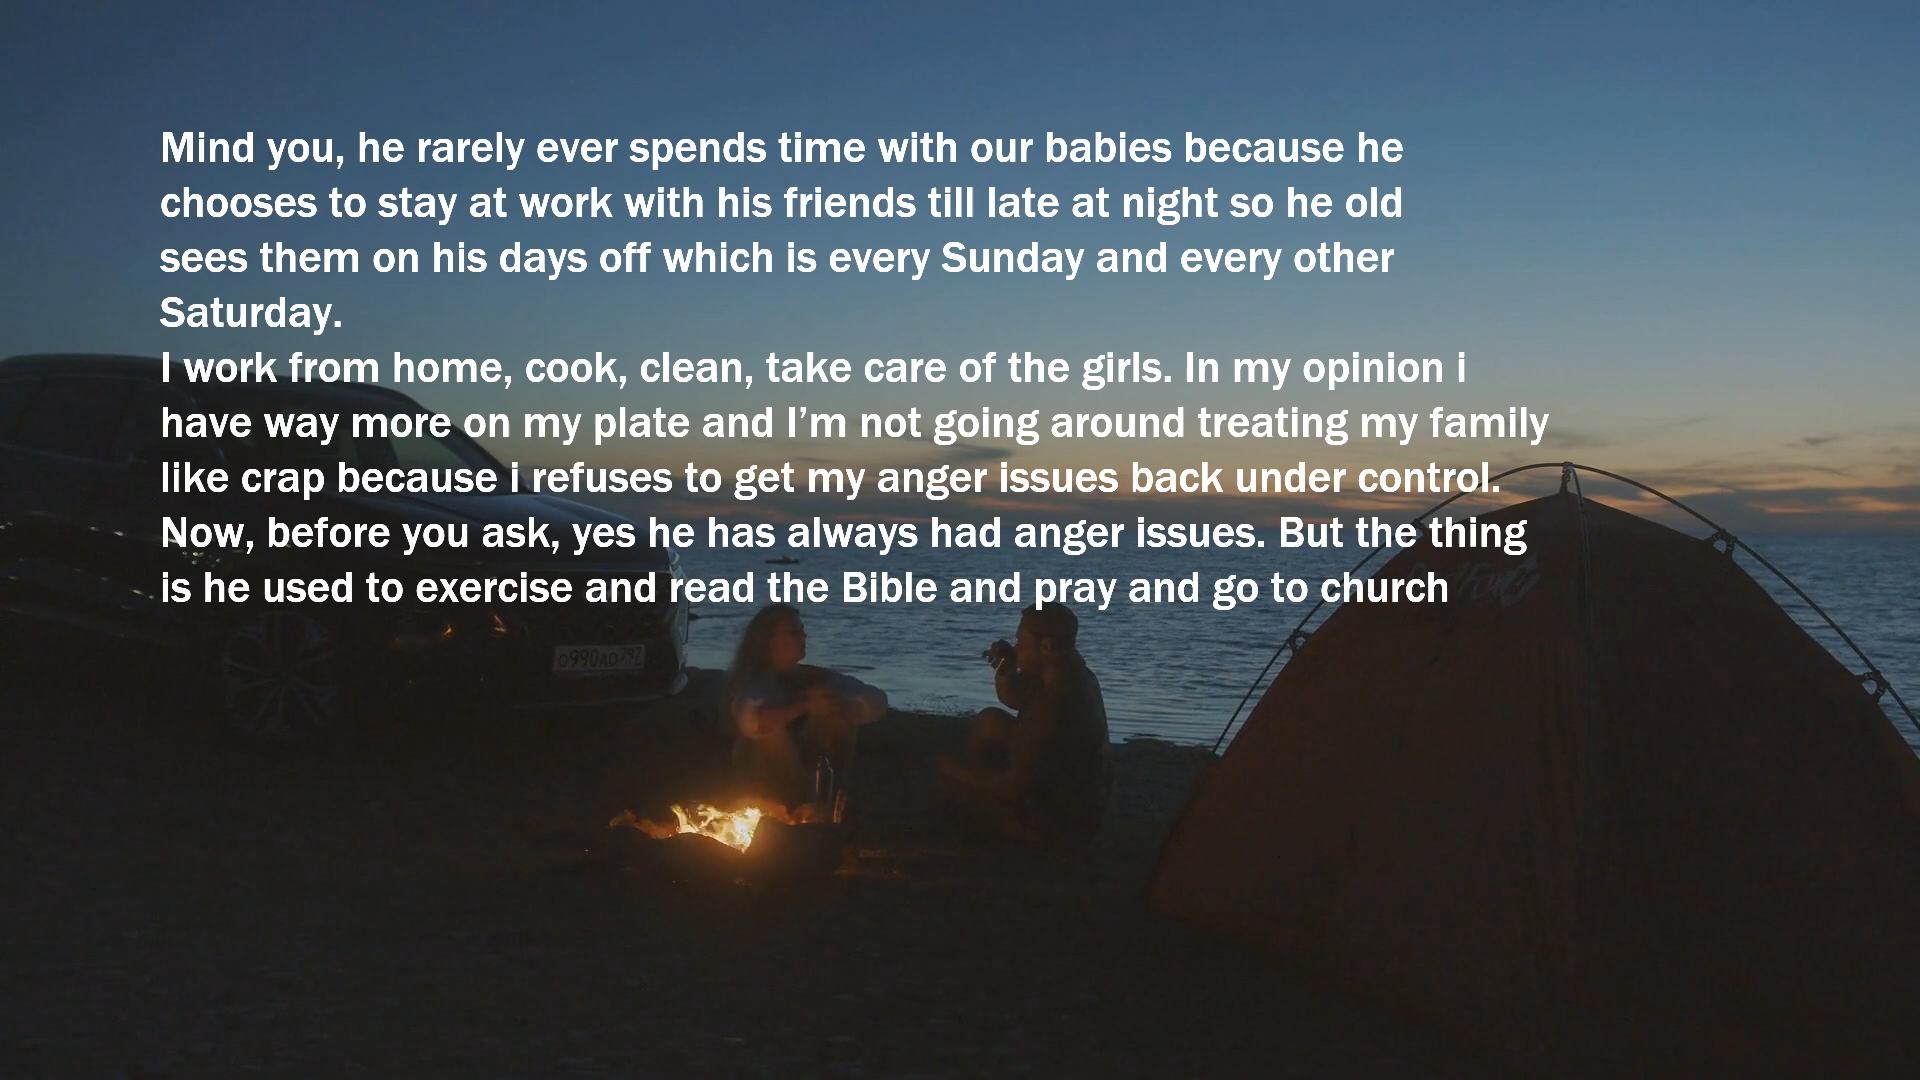 Mind you, he rarely ever spends time with our babies because he
chooses to stay at work with his friends till late at night so he old
sees them on his days off which is every Sunday and every other
Saturday.
I work from home, cook, clean, take care of the girls. In my opinion i
have way more on my plate and I’m not going around treating my family
like crap because i refuses to get my anger issues back under control.
Now, before you ask, yes he has always had anger issues. But the thing
is he used to exercise and read the Bible and pray and go to church
О990АО 797